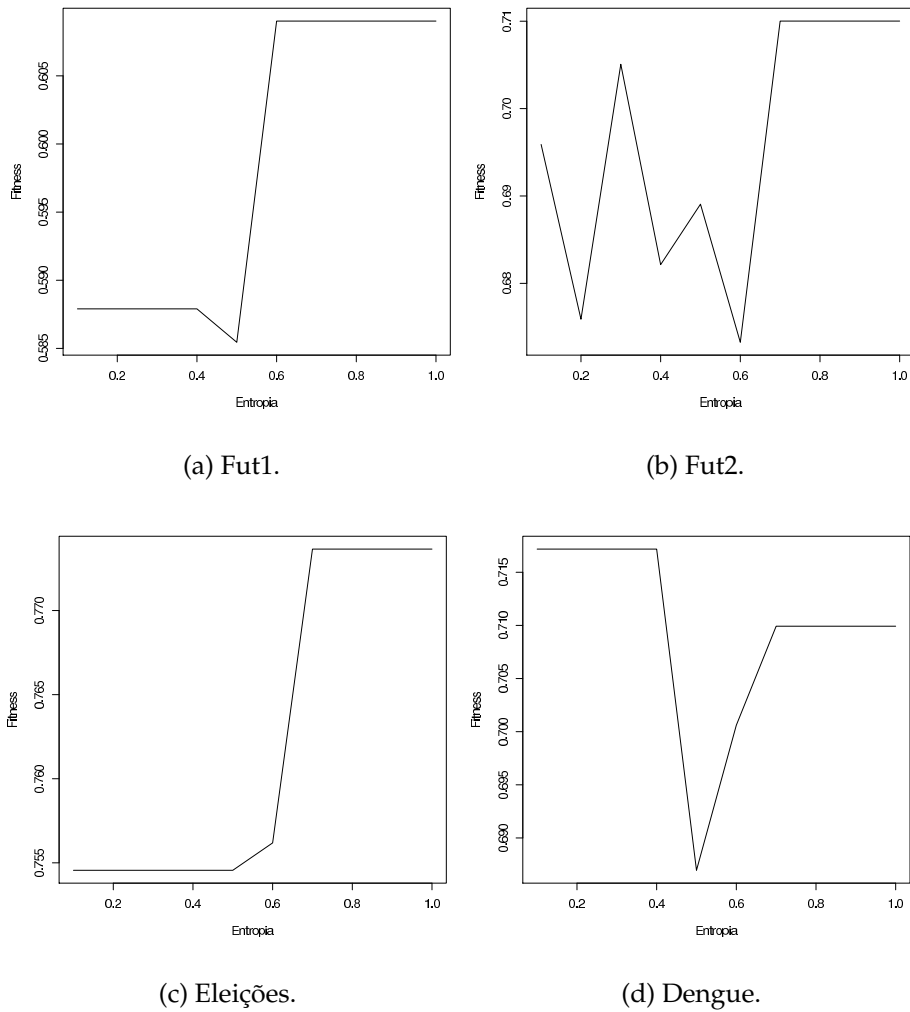 0.585 0.590 0.595 0.600 0.605
Fitness
0.2 0.4 0.6 0.8 1.0
Entropia
(a) Fut1.
0.68 0.69 0.70 0.71
Fitness
0.2 0.4 0.6 0.8 1.0
Entropia
(b) Fut2.
0.755 0.760 0.765 0.770
Fitness
0.2 0.4 0.6 0.8 1.0
Entropia
(c) Eleições.
0.690 0.695 0.700 0.705 0.710 0.715
Fitness
0.2 0.4 0.6 0.8 1.0
Entropia
(d) Dengue.